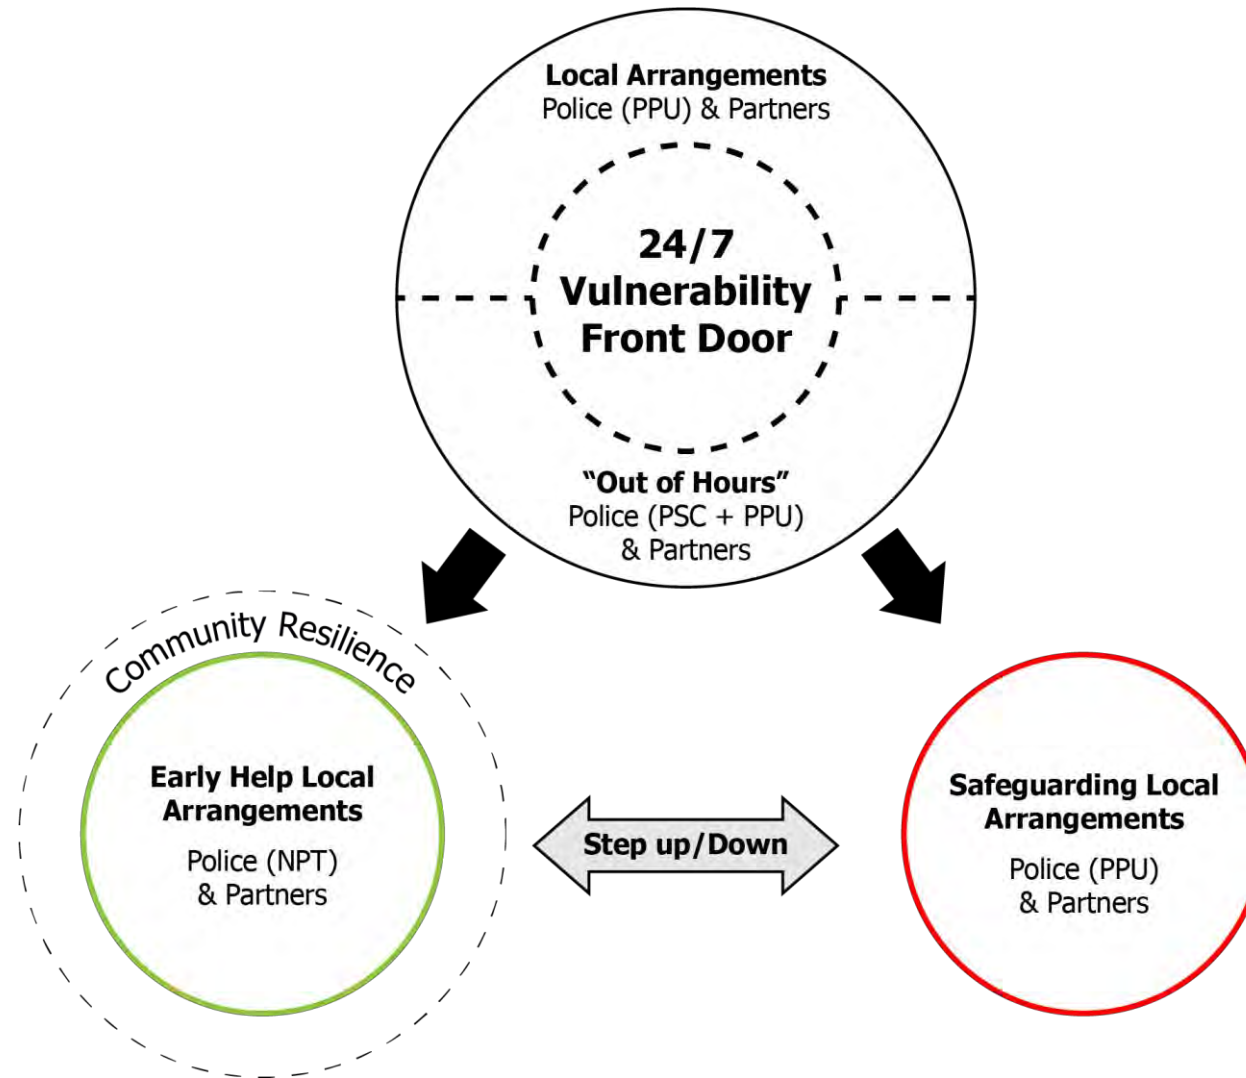 Local Arrangements
Police (PPU) & Partners
24/7
Vulnerability
Front Door
“Out of Hours”
Police (PSC + PPU)
& Partners
Community Resilience
Early Help Local
Arrangements
Police (NPT)
& Partners
Step up/Down
Safeguarding Local
Arrangements
Police (PPU)
& Partners